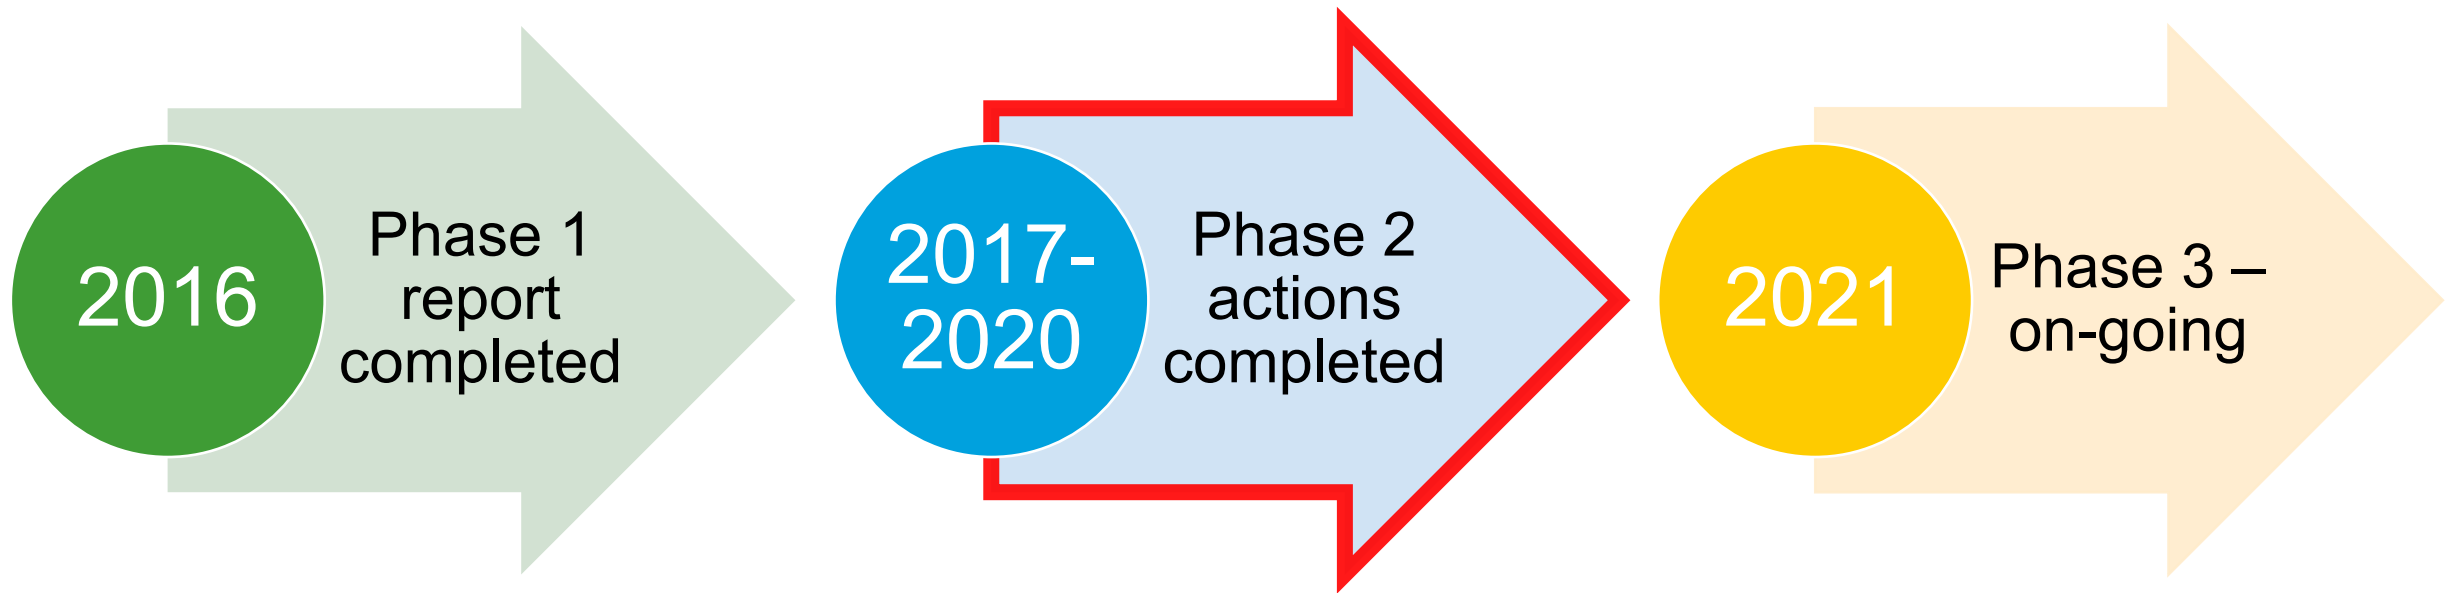 2016
Phase 1
report
completed
2017-
2020
Phase 2
actions
completed
2021
Phase 3 –
on-going